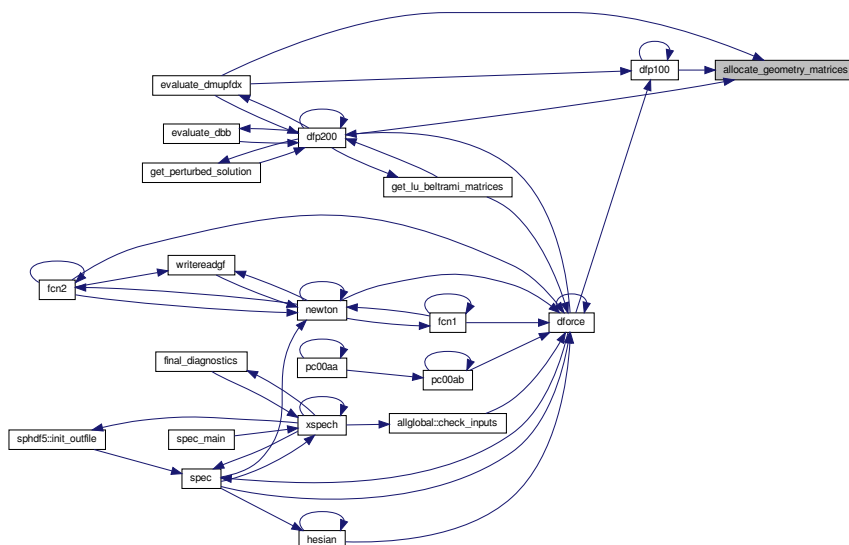 dfp100
allocate_geometry_matrices
evaluate_dmupfdx
evaluate_dbb
dfp200
get_perturbed_solution
get_lu_beltrami_matrices
writereadgf
fcn2
newton
fcn1
dforce
final_diagnostics
pc00aa
pc00ab
xspech
allglobal::check_inputs
sphdf5::init_outfile
spec_main
spec
hesian